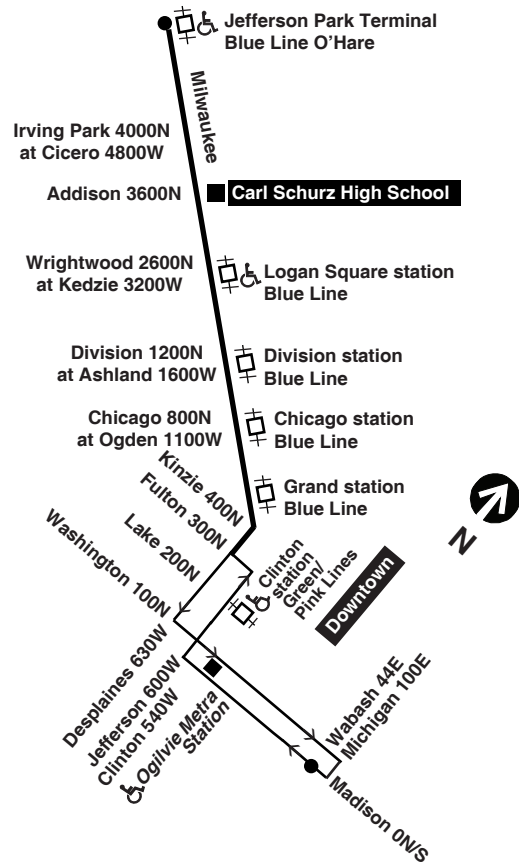 Jefferson Park Terminal
Blue Line O'Hare
Milwaukee
Irving Park 4000N
at Cicero 4800W
Addison 3600N
Carl Schurz High School
Wrightwood 2600N
at Kedzie 3200W
Logan Square station
Blue Line
Division 1200N
at Ashland 1600W
Division station
Blue Line
Chicago 800N
at Ogden 1100W
Chicago station
Blue Line
Grand station
Blue Line
Kinzie 400N
Fulton 300N
Lake 200N
Washington 100N
Clinton
station
Green/
Pink Lines
Downtown
N
Desplaines 630W
Jefferson 600W
Clinton 540W
Ogilvie Metra
Station
Wabash 44E
Michigan 100E
Madison 0N/S